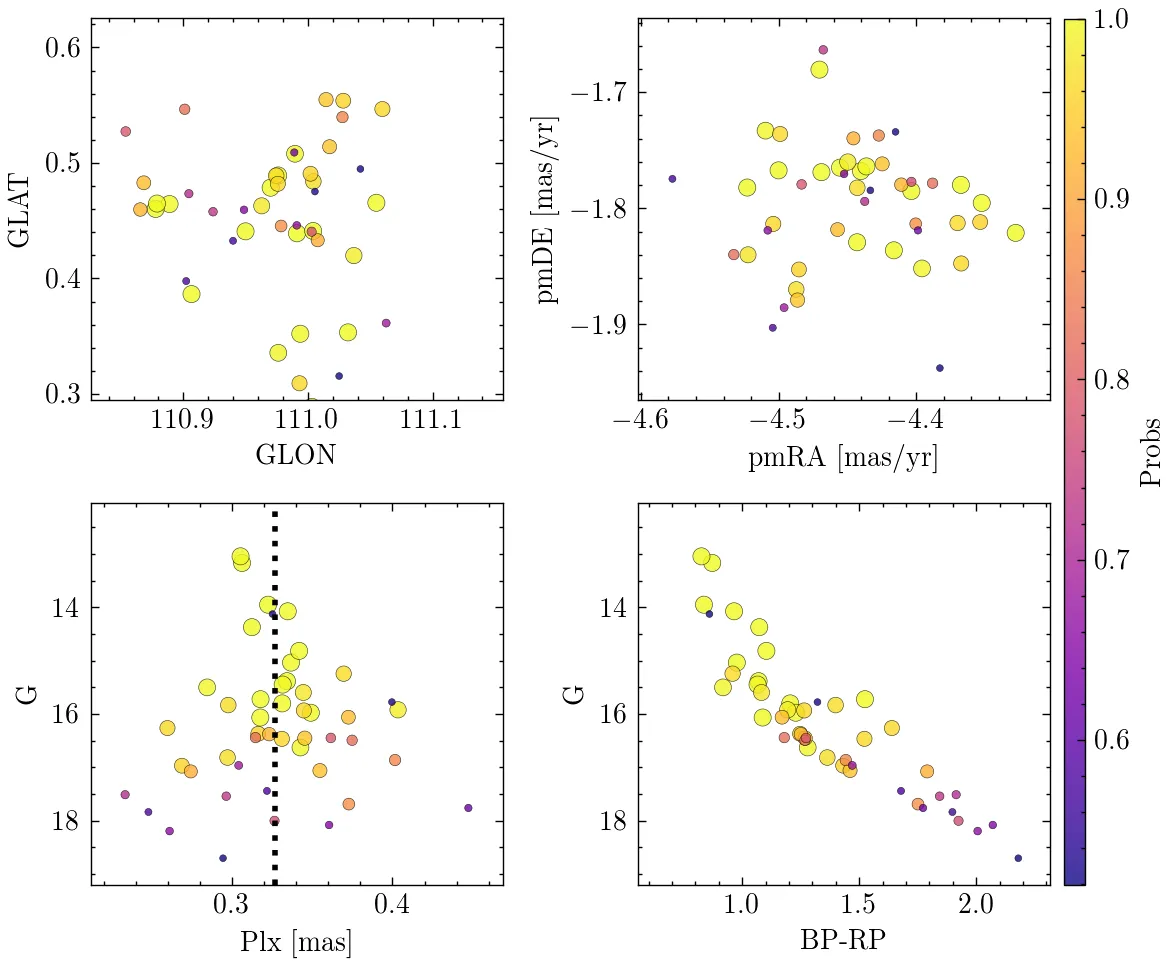 0.6
0.5
0.4
0.3
GLAT
110.9 111.0 111.1
GLON
−1.7
−1.8
−1.9
pmDE [mas/yr]
−4.6 −4.5 −4.4
pmRA [mas/yr]
14
16
18
G
0.3 0.4
Plx [mas]
14
16
18
G
1.0 1.5 2.0
BP-RP
1.0
0.9
0.8
0.7
0.6
Probs